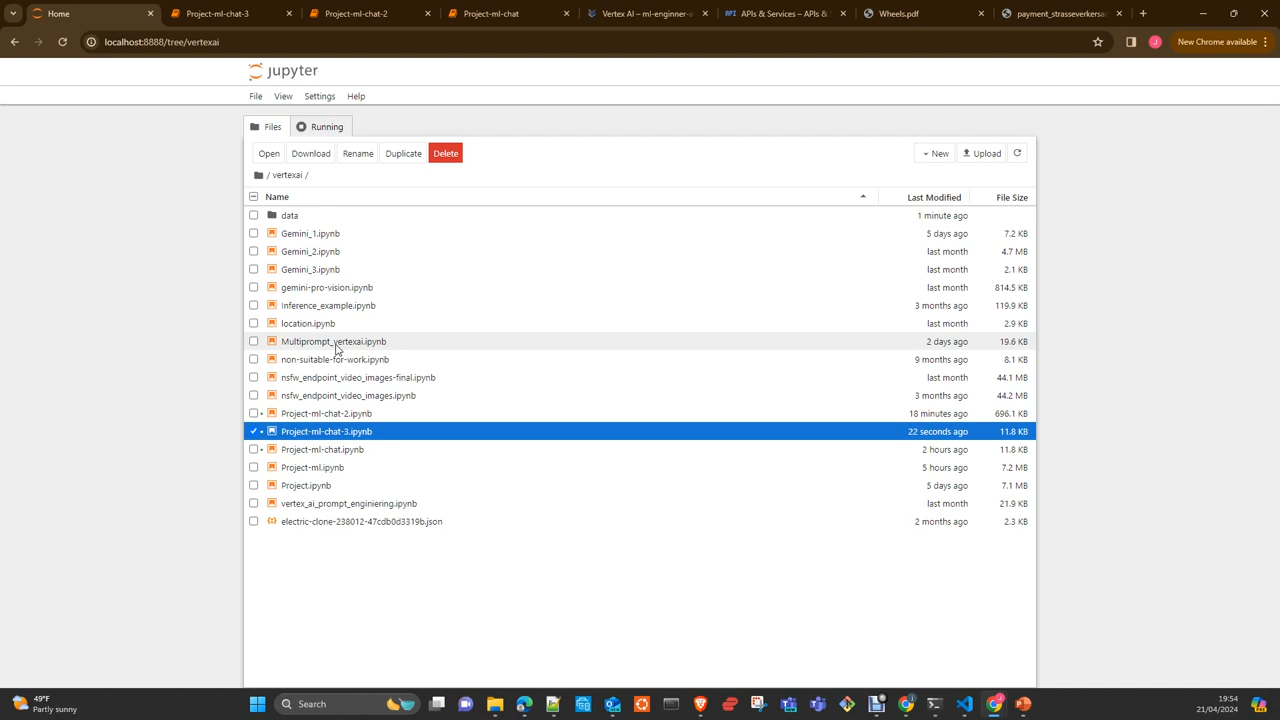 Home
Project-ml-chat-3
Project-ml-chat-2
Project-ml-chat
Vertex AI – ml-enginner-
APIs & Services – APIs &
Wheels.pdf
payment_strasseverkersa
localhost:8888/tree/vertexai
J
New Chrome available
jupyter
File View Settings Help
Files Running
Open Download Rename Duplicate Delete New Upload
/ vertexai /
Name Last Modified File Size
data 1 minute ago
Gemini_1.ipynb 5 days ago 7.2 KB
Gemini_2.ipynb last month 4.7 MB
Gemini_3.ipynb last month 2.1 KB
gemini-pro-vision.ipynb last month 814.5 KB
Inference_example.ipynb 3 months ago 119.9 KB
location.ipynb last month 2.9 KB
Multiprompt_vertexai.ipynb 2 days ago 19.6 KB
non-suitable-for-work.ipynb 9 months ago 8.1 KB
nsfw_endpoint_video_images-final.ipynb last month 44.1 MB
nsfw_endpoint_video_images.ipynb 3 months ago 44.2 MB
Project-ml-chat-2.ipynb 18 minutes ago 696.1 KB
Project-ml-chat-3.ipynb 22 seconds ago 11.8 KB
Project-ml-chat.ipynb 2 hours ago 11.8 KB
Project-ml.ipynb 5 hours ago 7.2 MB
Project.ipynb 5 days ago 7.1 MB
vertex_ai_prompt_enginiering.ipynb last month 21.9 KB
electric-clone-238012-47cdb0d3319b.json 2 months ago 2.3 KB
49°F
Partly sunny
Search
19:54
21/04/2024